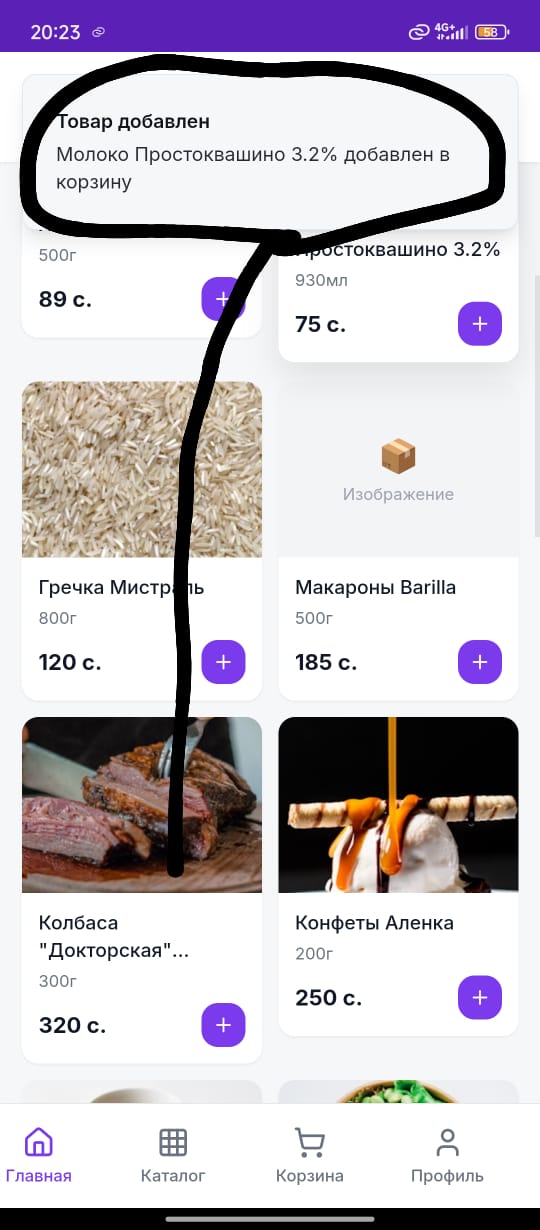 20:23
4G+
58
Товар добавлен
Молоко Простоквашино 3.2% добавлен в
корзину
500г
89 с.
Простоквашино 3.2%
930мл
75 с.
Изображение
Гречка Мистраль
800г
120 с.
Макароны Barilla
500г
185 с.
Колбаса
"Докторская"...
300г
320 с.
Конфеты Аленка
200г
250 с.
Главная
Каталог
Корзина
Профиль